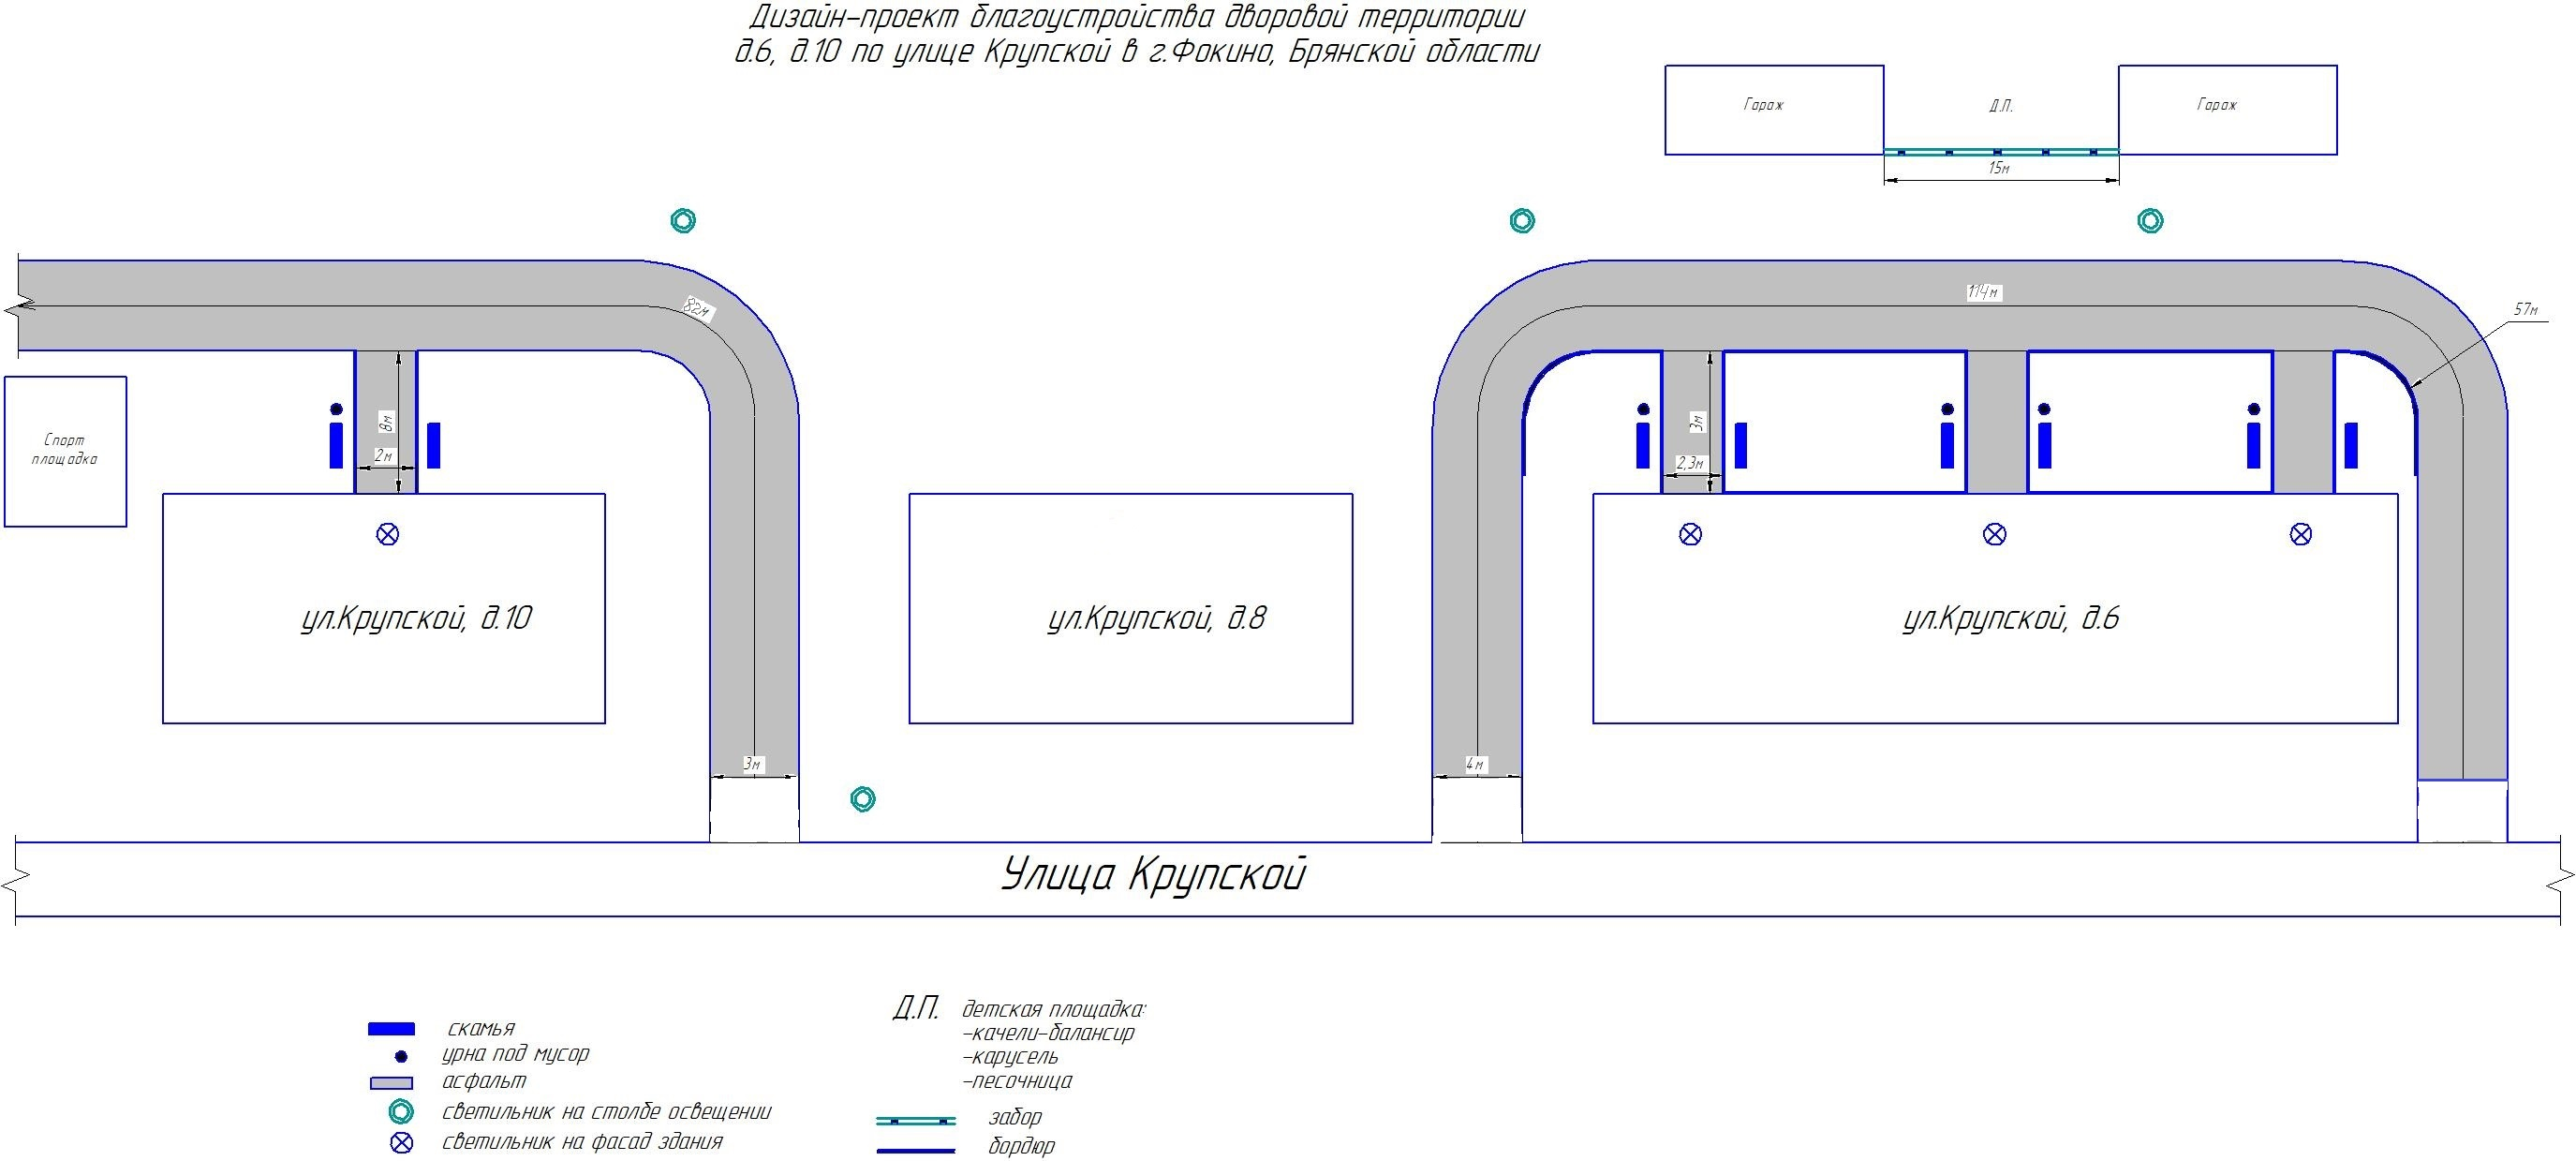 Дизайн-проект благоустройства дворовой территории
д.6, д.10 по улице Крупской в г.Фокино, Брянской области
Гараж
Д.П.
Гараж
15м
82м
114м
57м
Спорт
площадка
8м
2м
3м
2,3м
ул.Крупской, д.10
ул.Крупской, д.8
ул.Крупской, д.6
3м
4м
Улица Крупской
скамья
урна под мусор
асфальт
светильник на столбе освещении
светильник на фасад здания
Д.П. детская площадка:
-качели-балансир
-карусель
-песочница
забор
бордюр